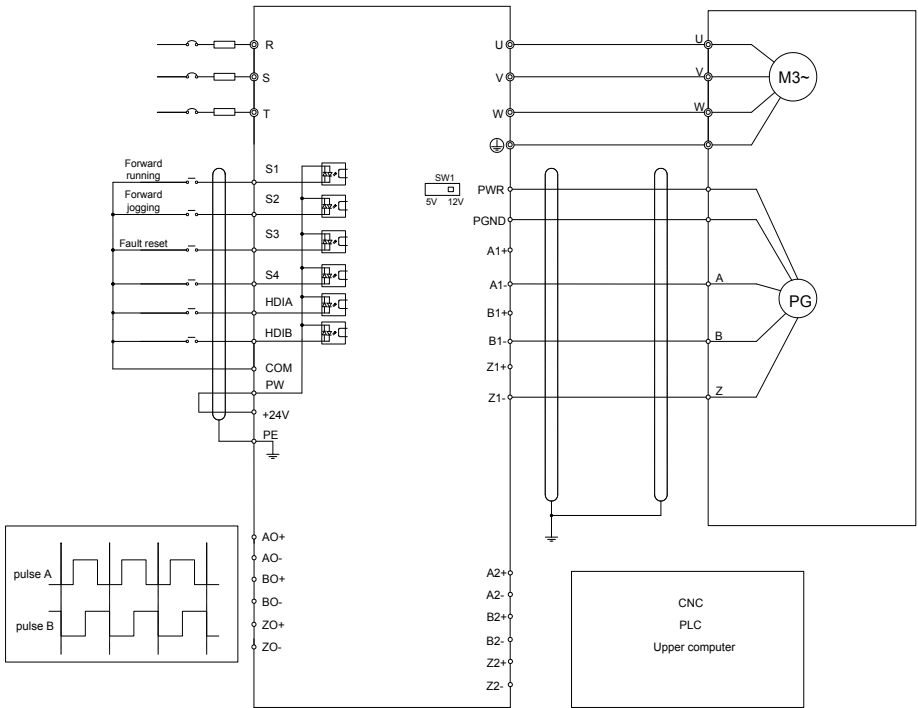 R
S
T
Forward
running
Forward
jogging
Fault reset
S1
S2
S3
S4
HDIA
HDIB
COM
PW
+24V
PE
AO+
AO-
BO+
BO-
ZO+
ZO-
pulse A
pulse B
SW1
5V 12V
U
V
W
PWR
PGND
A1+
A1-
B1+
B1-
Z1+
Z1-
A2+
A2-
B2+
B2-
Z2+
Z2-
U
V
W
M3~
A
B
Z
PG
CNC
PLC
Upper computer